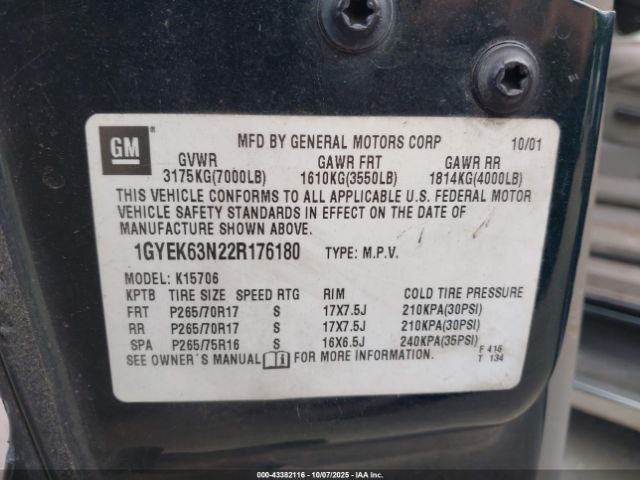 GM
MFD BY GENERAL MOTORS CORP 10/01
GVWR GAWR FRT GAWR RR
3175KG(7000LB) 1610KG(3550LB) 1814KG(4000LB)
THIS VEHICLE CONFORMS TO ALL APPLICABLE U.S. FEDERAL MOTOR
VEHICLE SAFETY STANDARDS IN EFFECT ON THE DATE OF
MANUFACTURE SHOWN ABOVE.
1GYEK63N22R176180 TYPE: M.P.V.
MODEL: K15706
KPTB TIRE SIZE SPEED RTG RIM COLD TIRE PRESSURE
FRT P265/70R17 S 17X7.5J 210KPA(30PSI)
RR P265/70R17 S 17X7.5J 210KPA(30PSI)
SPA P265/75R16 S 16X6.5J 240KPA(35PSI)
SEE OWNER'S MANUAL FOR MORE INFORMATION.
F 416
T 134
000-43382116 - 10/07/2025 - IAAI, Inc.